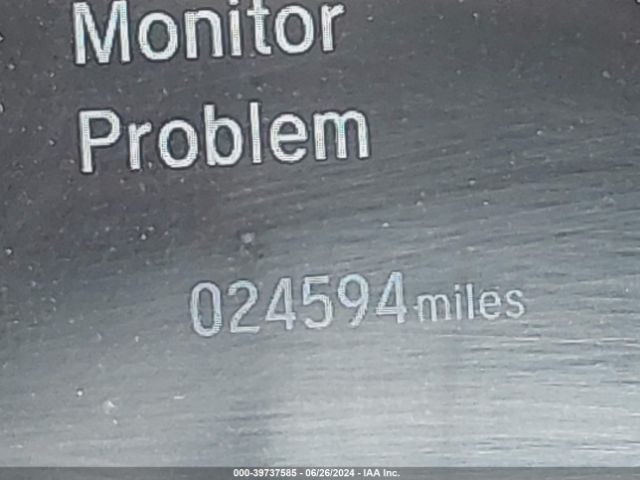 Monitor
Problem
024594 miles
000-39737585 - 06/26/2024 - IAA Inc.